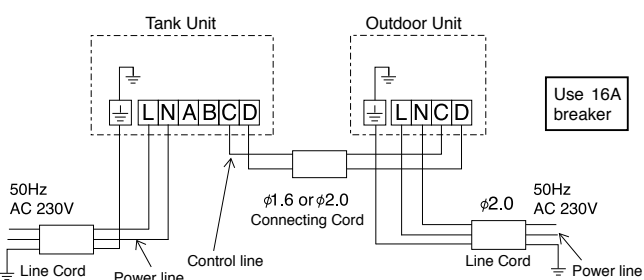 Tank Unit
Outdoor Unit
L N A B C D
L N C D
Use 16A
breaker
50Hz
AC 230V
ϕ1.6 or ϕ2.0
Connecting Cord
ϕ2.0
50Hz
AC 230V
Line Cord
Power line
Control line
Line Cord
Power line